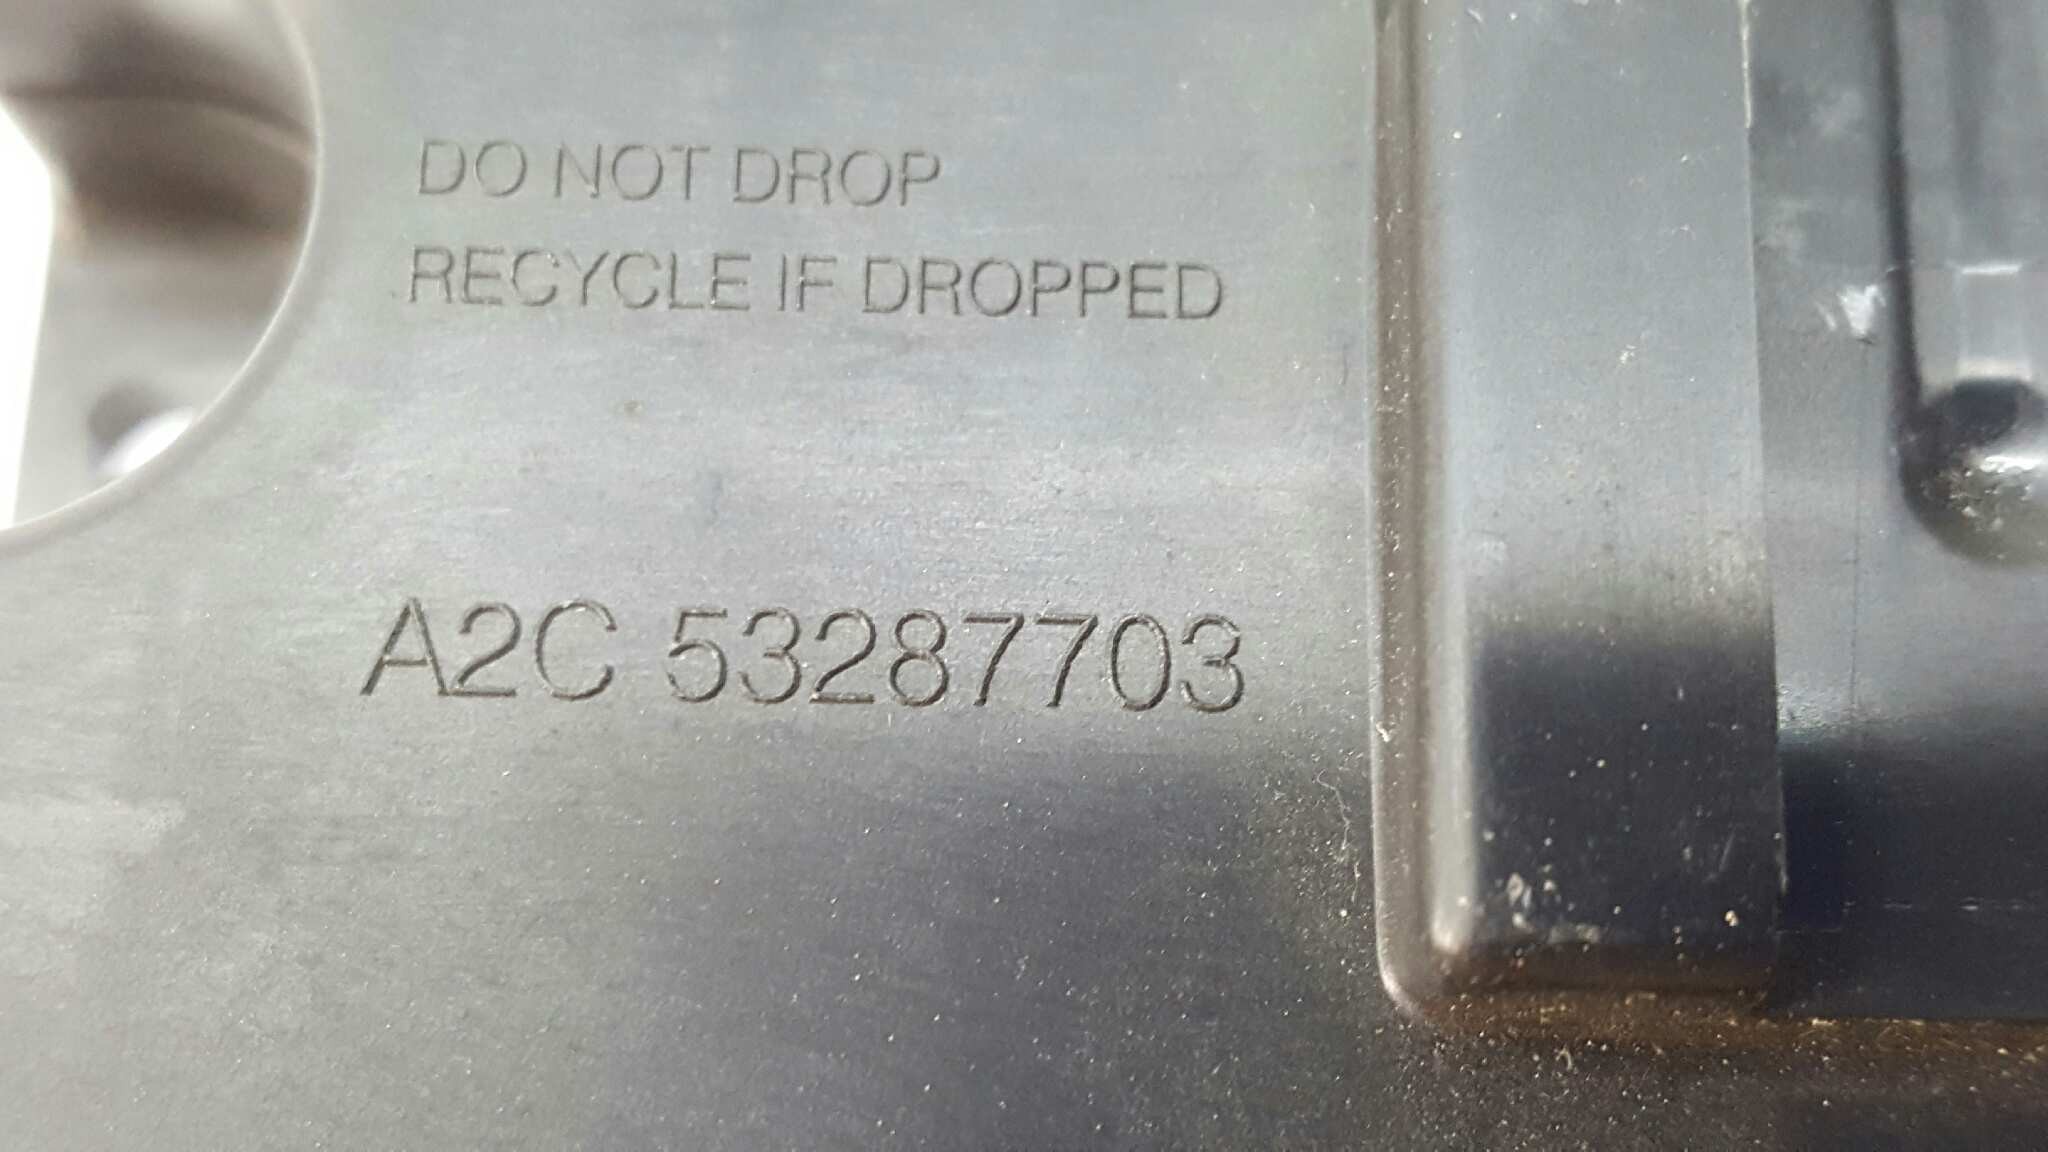 DO NOT DROP
RECYCLE IF DROPPED
A2C 53287703